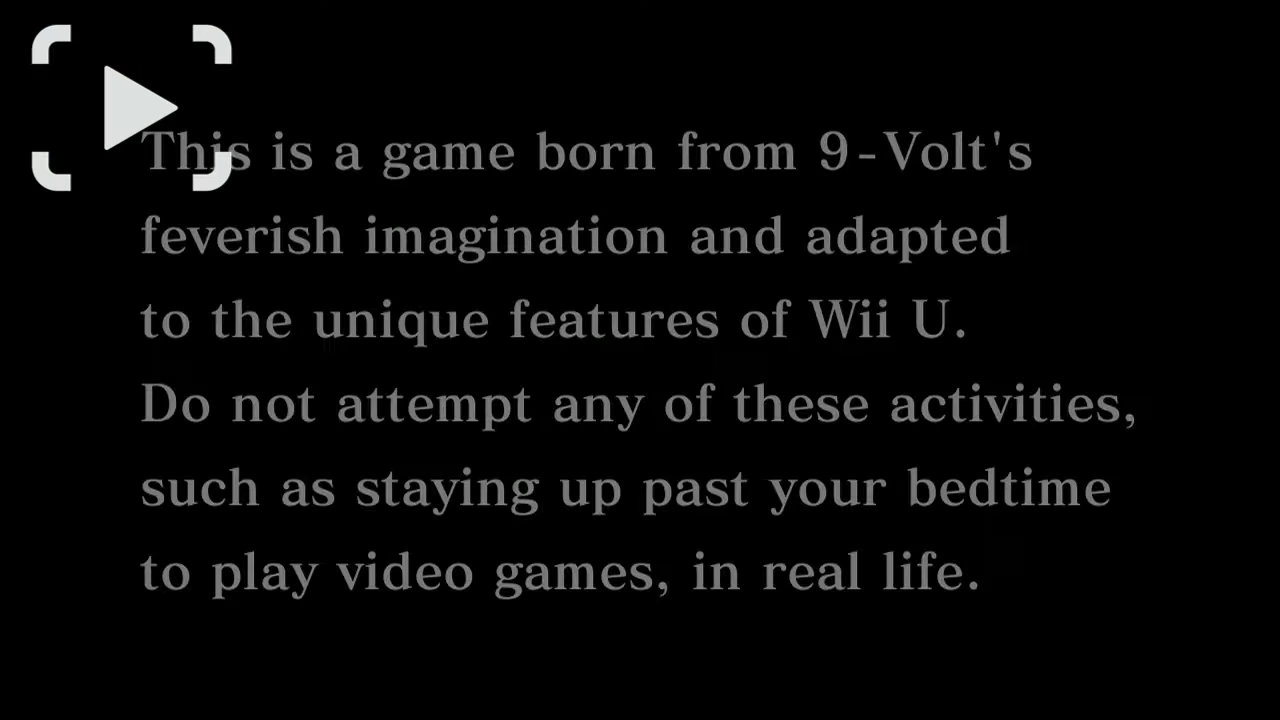 This is a game born from 9-Volt's
feverish imagination and adapted
to the unique features of Wii U.
Do not attempt any of these activities,
such as staying up past your bedtime
to play video games, in real life.